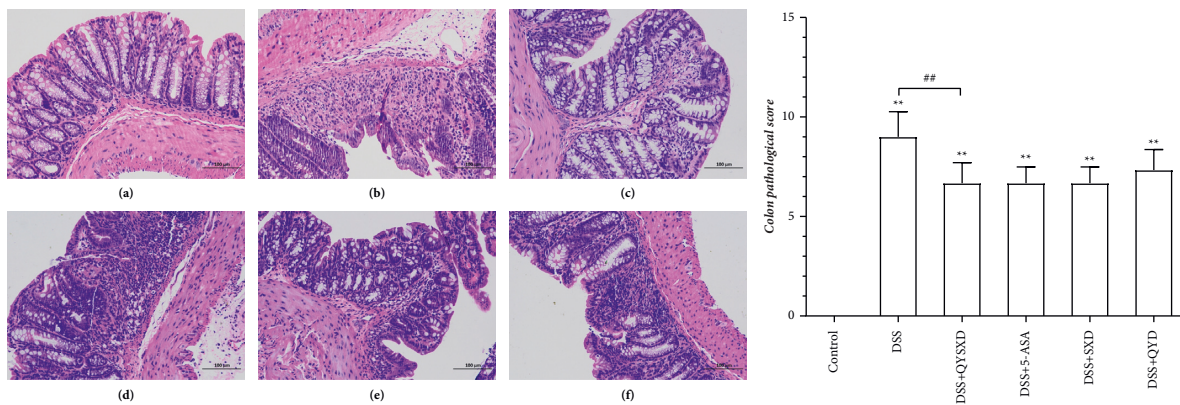 100 μm
100 μm
100 μm
(a)
(b)
(c)
100 μm
100 μm
100 μm
(d)
(e)
(f)
Colon pathological score
15
10
5
0
##
**
**
**
**
**
Control
DSS
DSS+QYSXD
DSS+5-ASA
DSS+SXD
DSS+QYD